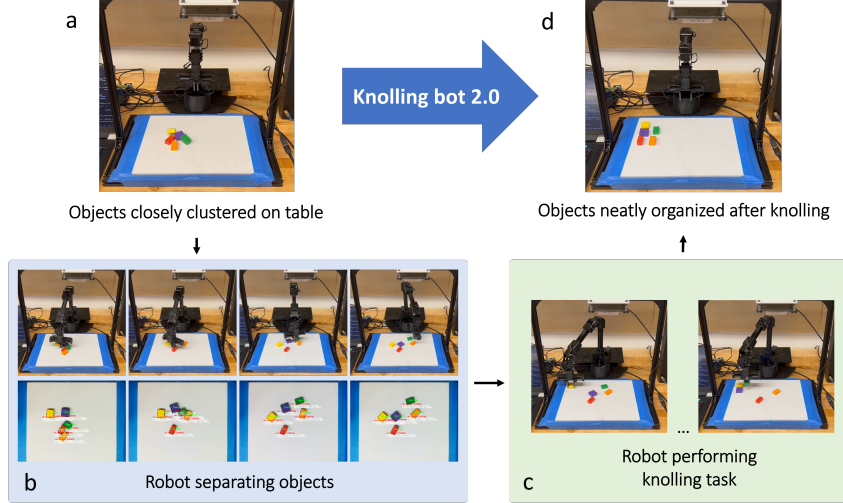 a
d
Knolling bot 2.0
Objects closely clustered on table
Objects neatly organized after knolling
b
Robot separating objects
...
Robot performing
knolling task
c